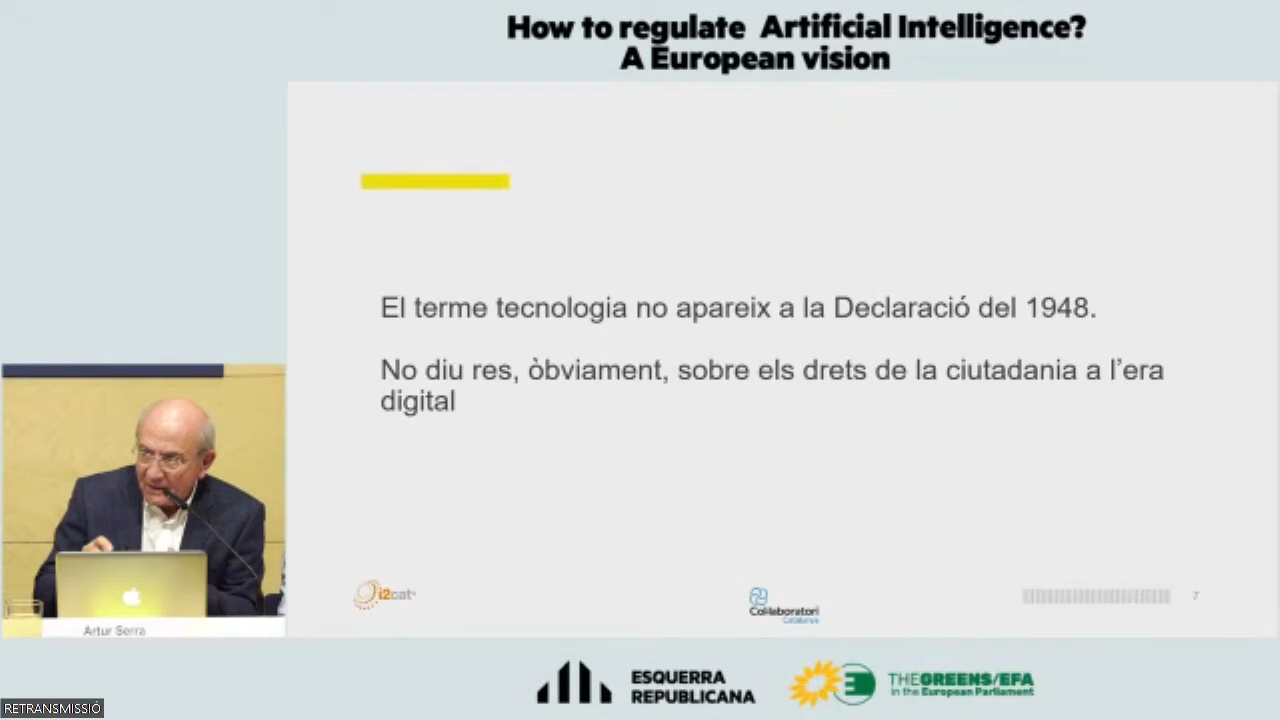 How to regulate Artificial Intelligence?
A European vision
El terme tecnologia no apareix a la Declaració del 1948.
No diu res, òbviament, sobre els drets de la ciutadania a l'era
digital
i2cat
Col·laboratori
Catalunya
7
Artur Serra
ESQUERRA
REPUBLICANA
THE GREENS/EFA
in the European Parliament
RETRANSMISSIÓ